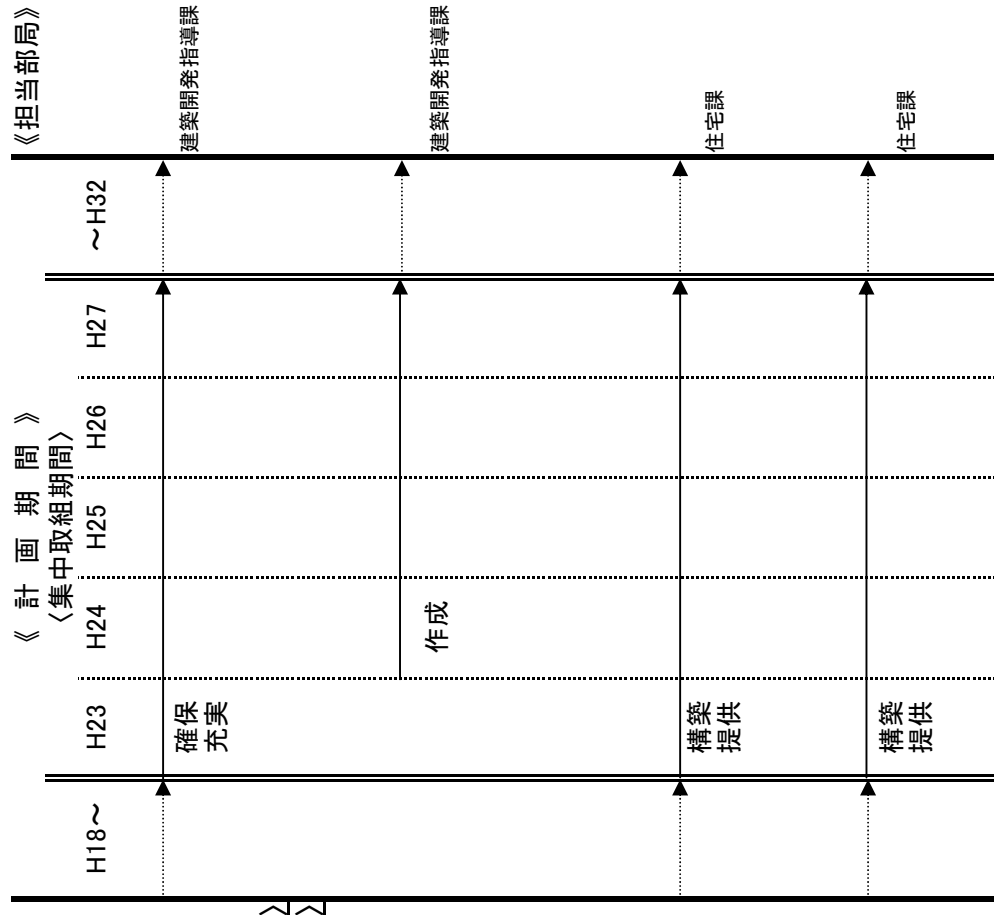 《 計 画 期 間 》
《担当部局》
〈集中取組期間〉
H18～
H23
H24
H25
H26
H27
～H32
確保
充実
建築開発指導課
作成
建築開発指導課
構築
提供
住宅課
構築
提供
住宅課